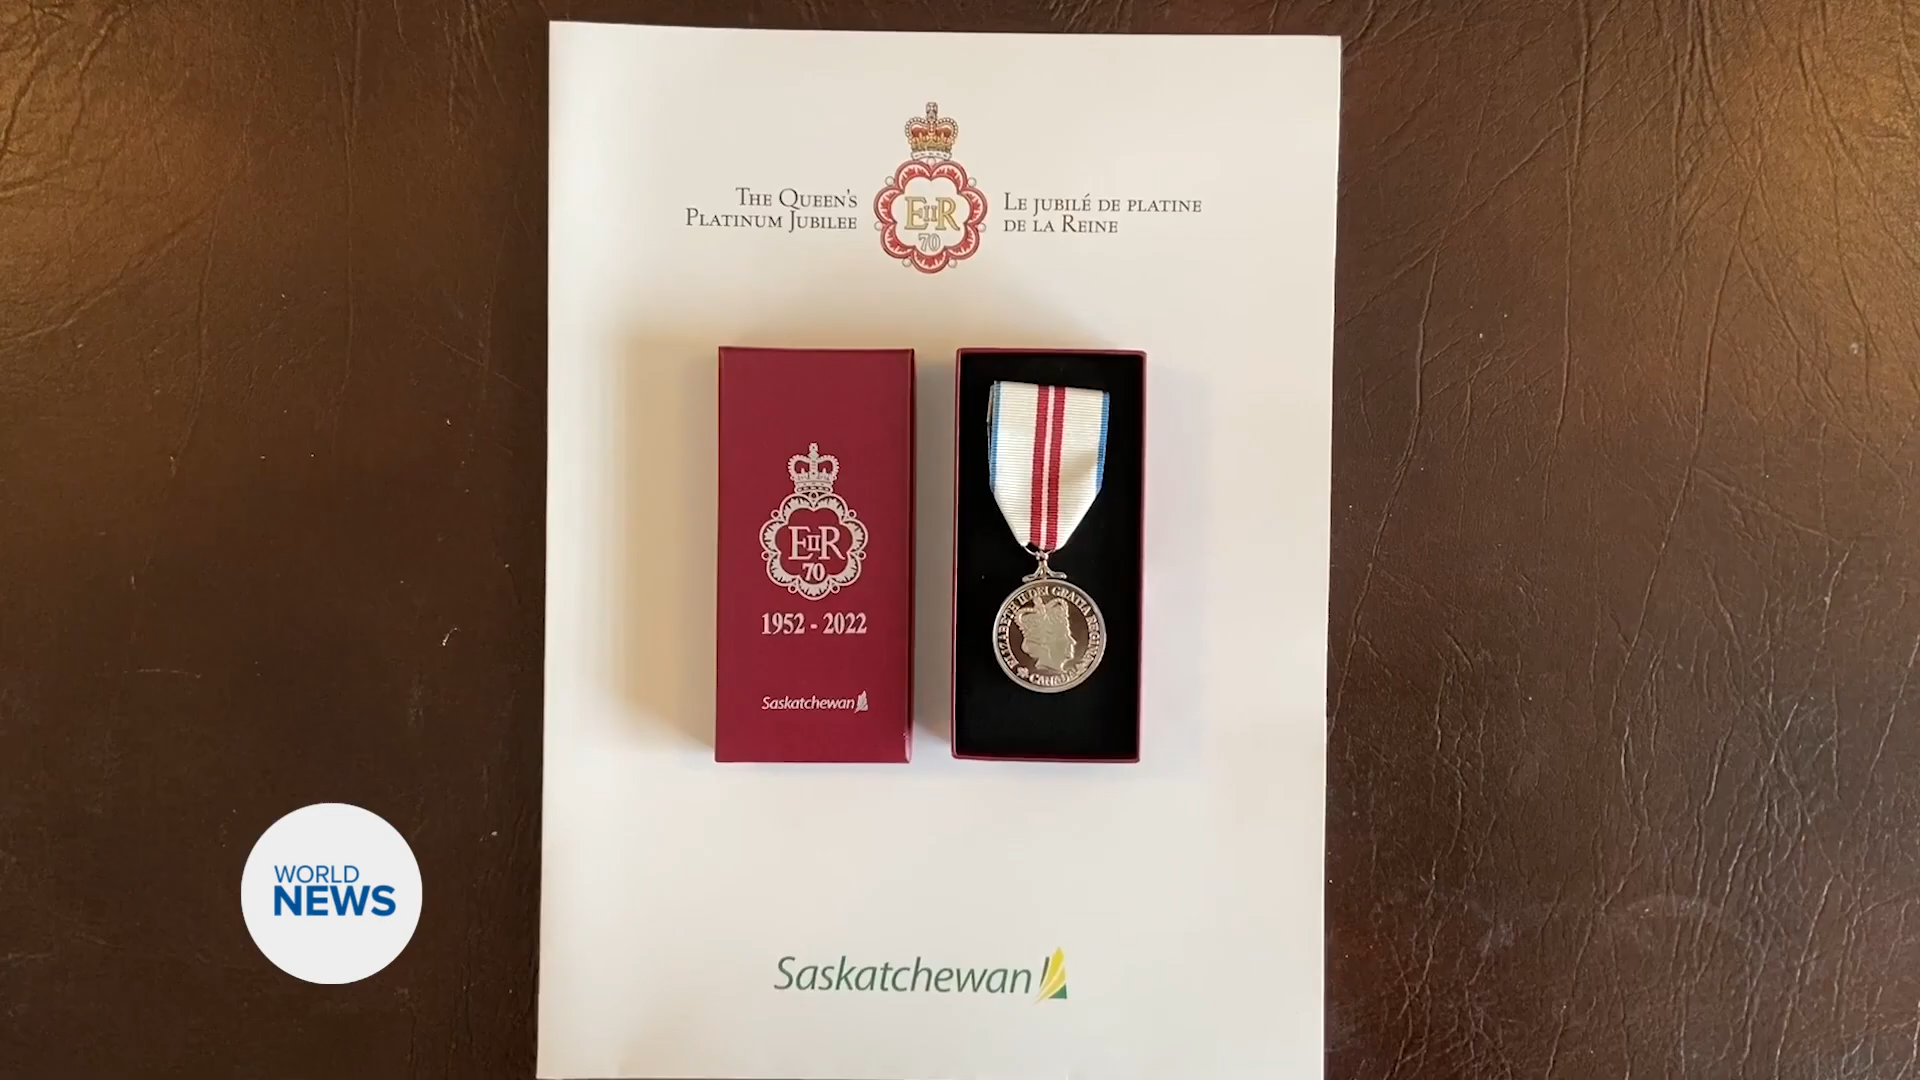 The Queen's
Platinum Jubilee
EIIR
70
Le jubilé de platine
de la Reine
EIIR
70
1952 - 2022
Saskatchewan
ELIZABETH II DEI GRATIA REGINA
CANADA
WORLD
NEWS
Saskatchewan